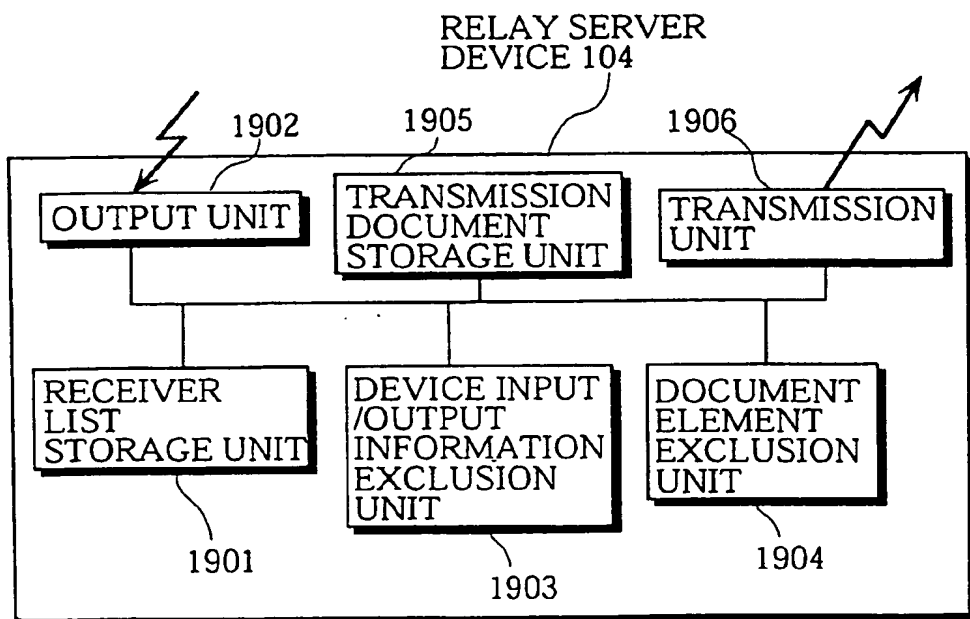 RELAY SERVER
DEVICE 104
1902
1905
1906
OUTPUT UNIT
TRANSMISSION
DOCUMENT
STORAGE UNIT
TRANSMISSION
UNIT
RECEIVER
LIST
STORAGE UNIT
DEVICE INPUT
/OUTPUT
INFORMATION
EXCLUSION
UNIT
DOCUMENT
ELEMENT
EXCLUSION
UNIT
1901
1903
1904